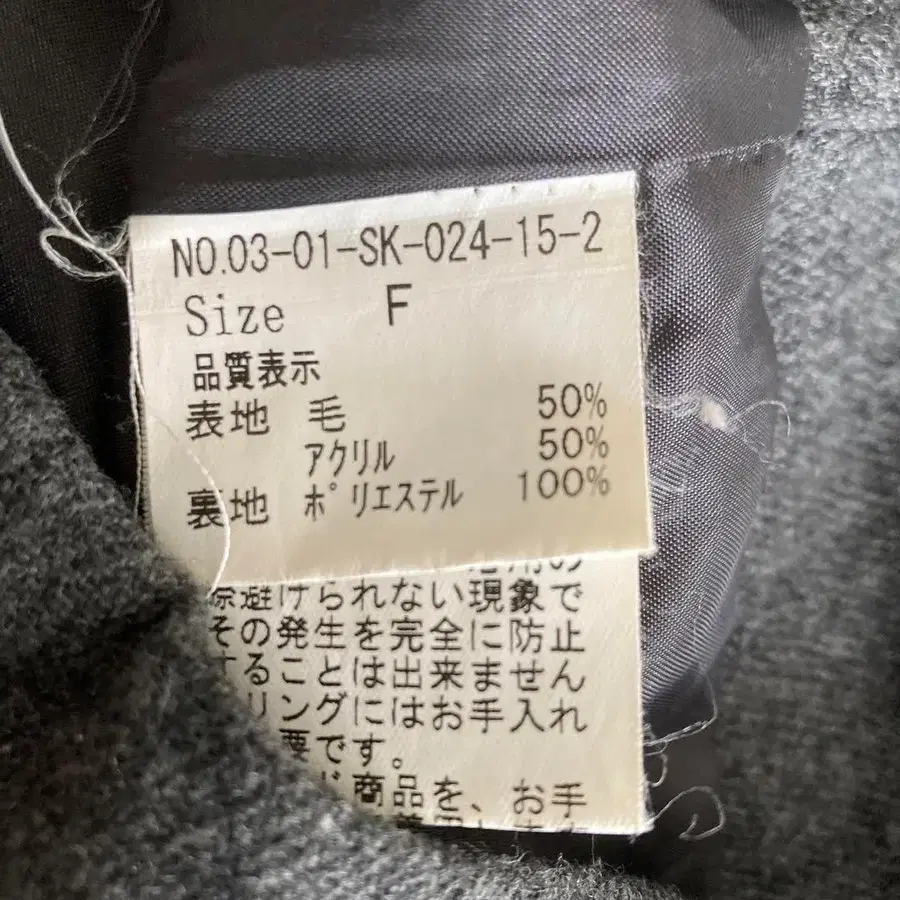 NO.03-01-SK-024-15-2
Size F
品質表示
表地 毛 50%
アクリル 50%
裏地 ポリエステル 100%
避けられない現象で
その発生を完全に防止
することは出来ません
リングにはお手入れ
要です。
商品を、お手